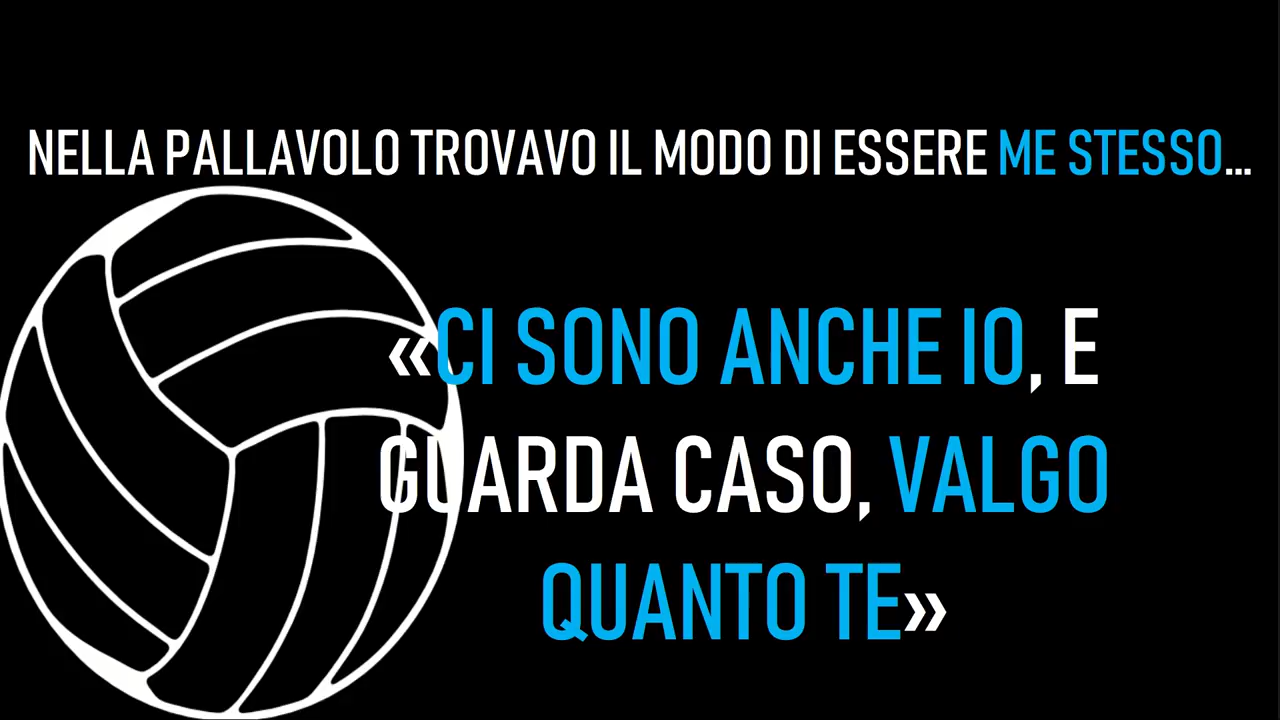 NELLA PALLAVOLO TROVAVO IL MODO DI ESSERE ME STESSO...
«CI SONO ANCHE IO, E
GUARDA CASO, VALGO
QUANTO TE»